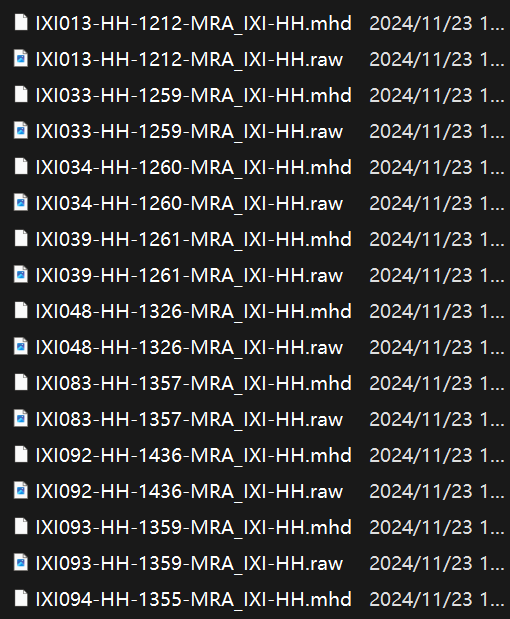 IXI013-HH-1212-MRA_IXI-HH.mhd 2024/11/23 1...
IXI013-HH-1212-MRA_IXI-HH.raw 2024/11/23 1...
IXI033-HH-1259-MRA_IXI-HH.mhd 2024/11/23 1...
IXI033-HH-1259-MRA_IXI-HH.raw 2024/11/23 1...
IXI034-HH-1260-MRA_IXI-HH.mhd 2024/11/23 1...
IXI034-HH-1260-MRA_IXI-HH.raw 2024/11/23 1...
IXI039-HH-1261-MRA_IXI-HH.mhd 2024/11/23 1...
IXI039-HH-1261-MRA_IXI-HH.raw 2024/11/23 1...
IXI048-HH-1326-MRA_IXI-HH.mhd 2024/11/23 1...
IXI048-HH-1326-MRA_IXI-HH.raw 2024/11/23 1...
IXI083-HH-1357-MRA_IXI-HH.mhd 2024/11/23 1...
IXI083-HH-1357-MRA_IXI-HH.raw 2024/11/23 1...
IXI092-HH-1436-MRA_IXI-HH.mhd 2024/11/23 1...
IXI092-HH-1436-MRA_IXI-HH.raw 2024/11/23 1...
IXI093-HH-1359-MRA_IXI-HH.mhd 2024/11/23 1...
IXI093-HH-1359-MRA_IXI-HH.raw 2024/11/23 1...
IXI094-HH-1355-MRA_IXI-HH.mhd 2024/11/23 1...